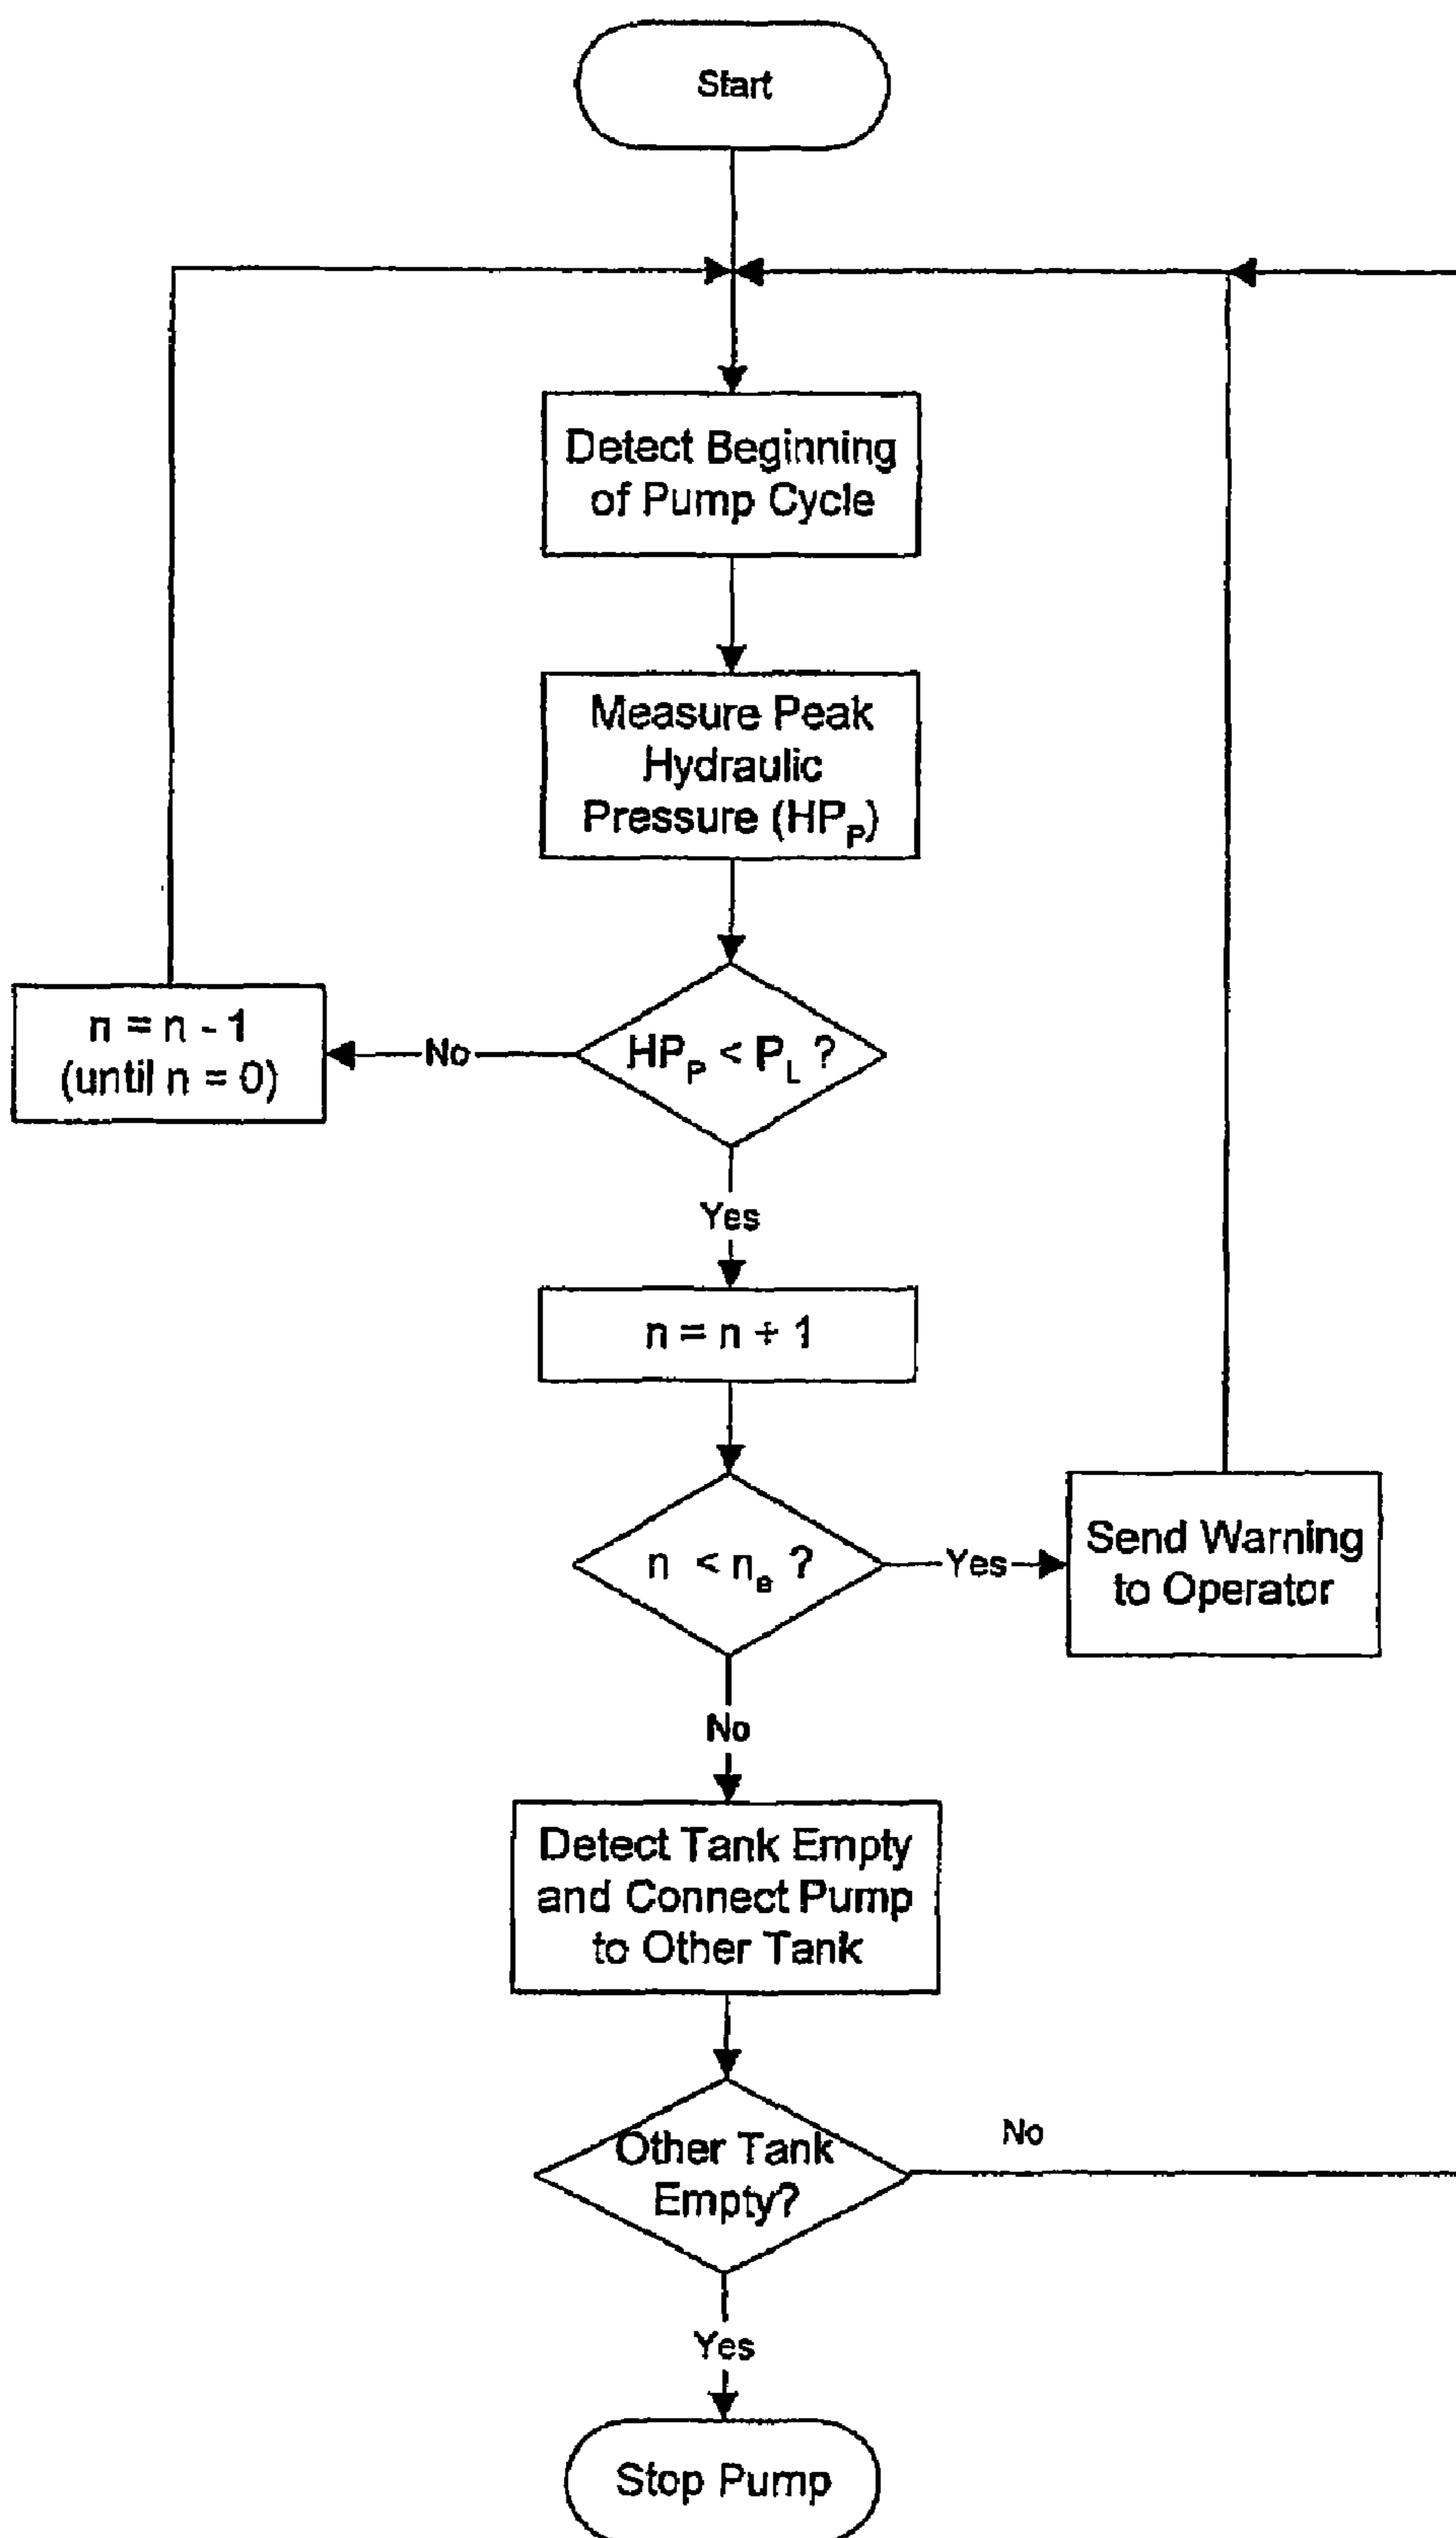 Start
Detect Beginning
of Pump Cycle
Measure Peak
Hydraulic
Pressure (HP_P)
HP_P < P_L ?
No
n = n - 1
(until n = 0)
Yes
n = n + 1
n < n_e ?
Yes
Send Warning
to Operator
No
Detect Tank Empty
and Connect Pump
to Other Tank
Other Tank
Empty?
No
Yes
Stop Pump